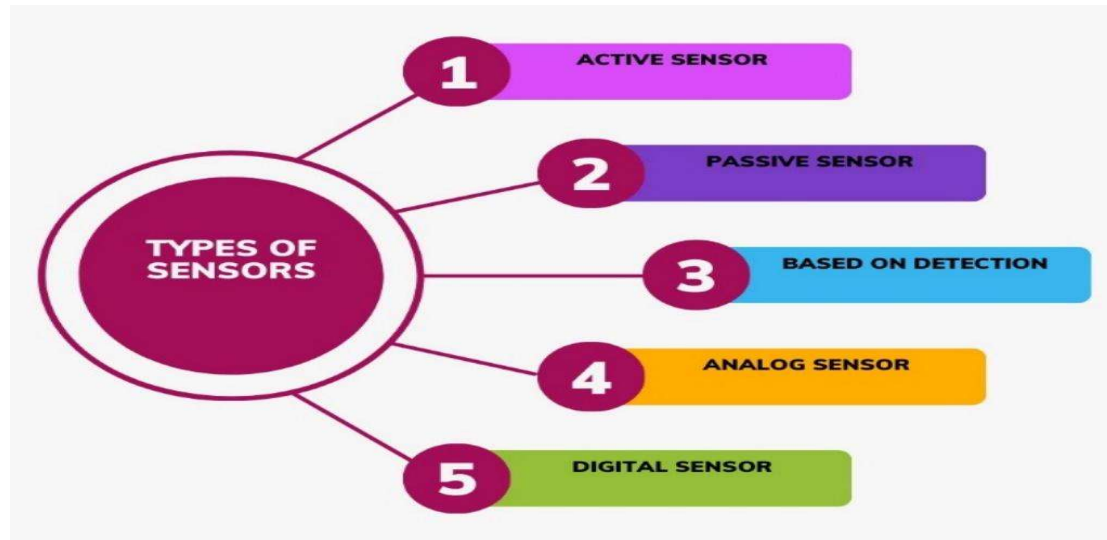 1
ACTIVE SENSOR
2
PASSIVE SENSOR
TYPES OF
SENSORS
3
BASED ON DETECTION
4
ANALOG SENSOR
5
DIGITAL SENSOR